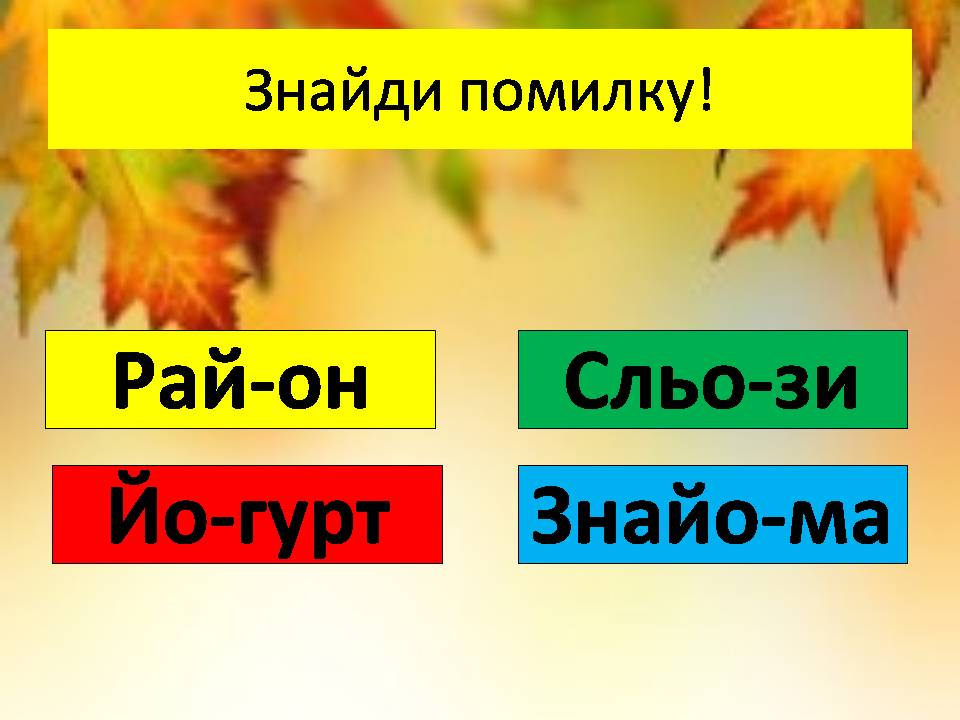 Знайди помилку!
Рай-он
Сльо-зи
Йо-гурт
Знайо-ма